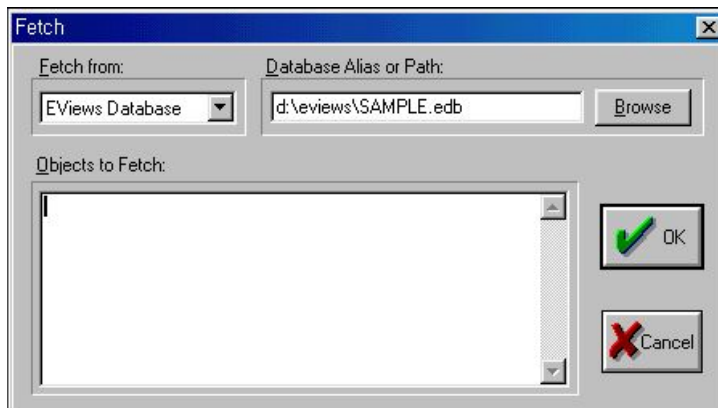 Fetch
Fetch from:
Database Alias or Path:
EViews Database
d:\eviews\SAMPLE.edb
Browse
Objects to Fetch:
OK
Cancel